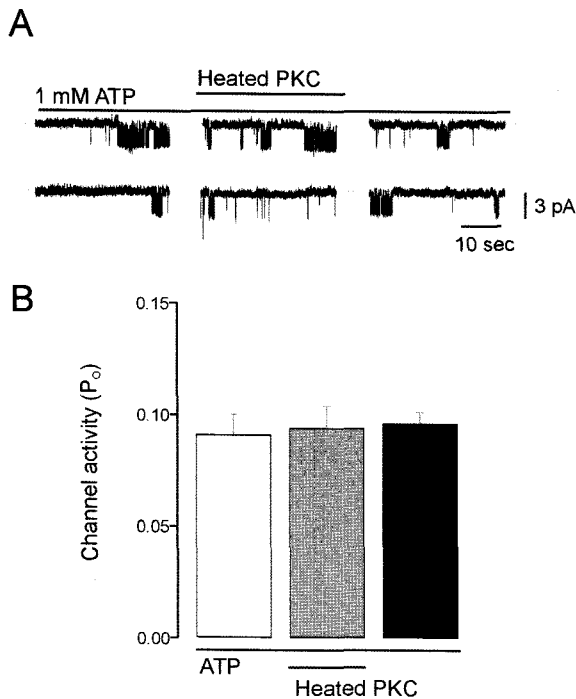 A
Heated PKC
1 mM ATP
3 pA
10 sec
B
0.15
0.10
0.05
0.00
Channel activity (Po)
ATP
Heated PKC